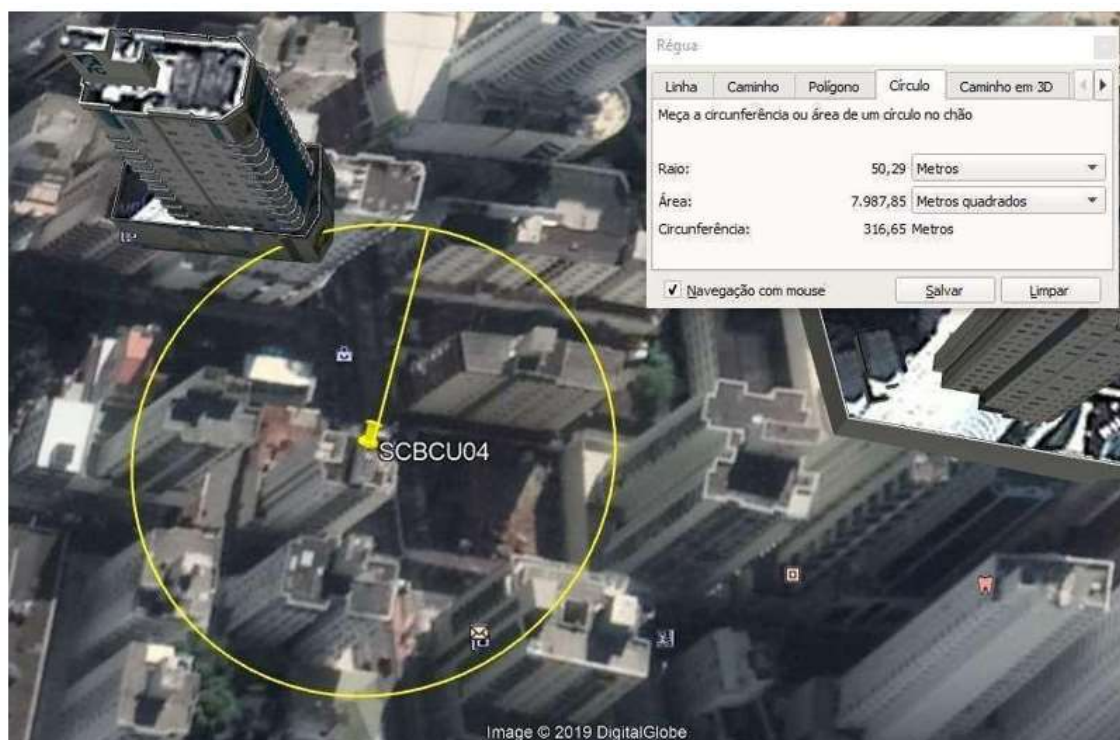 Régua
Linha Caminho Polígono Círculo Caminho em 3D
Meça a circunferência ou área de um círculo no chão
Raio: 50,29 Metros
Área: 7.987,85 Metros quadrados
Circunferência: 316,65 Metros
Navegação com mouse Salvar Limpar
SCBCU04
Image © 2019 DigitalGlobe